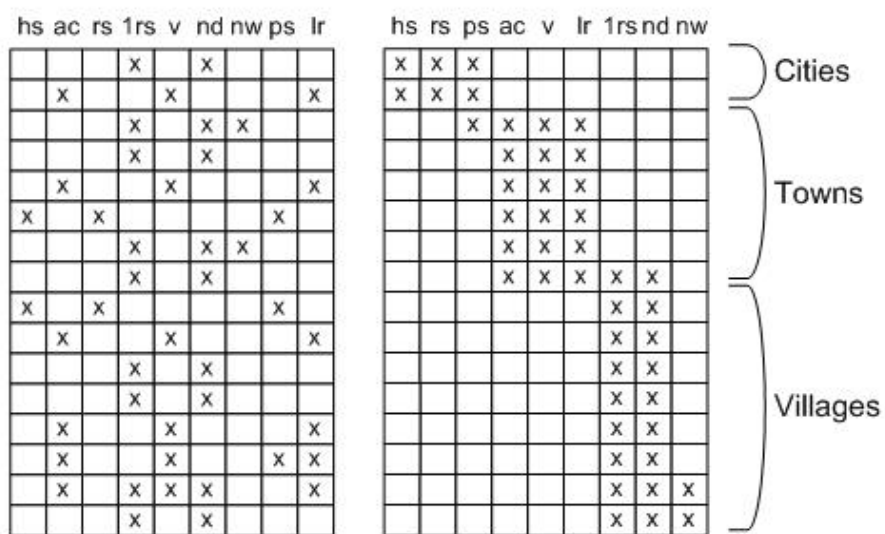 hs ac rs 1rs v nd nw ps lr
x x
x x x
x x x
x x
x x x
x x x
x x x
x x
x x x
x x x
x x
x x
x x x
x x x x
x x x x x
x x
hs rs ps ac v lr 1rs nd nw
x x x
x x x
x x x x
x x x
x x x
x x x
x x x
x x x x x
x x
x x
x x
x x
x x
x x
x x x
x x x
Cities
Towns
Villages